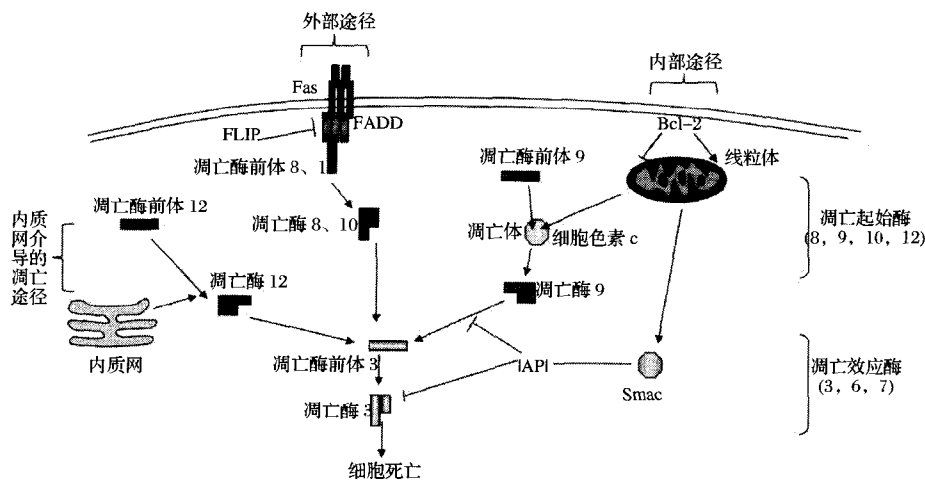 外部途径
内部途径
Fas
Bcl-2
FLIP
FADD
线粒体
凋亡酶前体 9
凋亡酶前体 8、1
凋亡酶前体 12
内质
网介
导的
凋亡
途径
凋亡酶 8、10
凋亡体
细胞色素 c
凋亡起始酶
(8，9，10，12)
凋亡酶 12
凋亡酶 9
内质网
凋亡酶前体 3
IAPI
Smac
凋亡效应酶
(3，6，7)
凋亡酶 3
细胞死亡